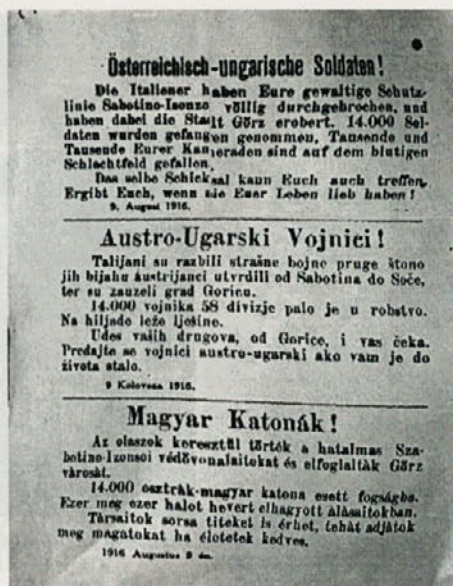 Österreichisch-ungarische Soldaten!
Die Italiener haben Eure gewaltige Schutz-
linie Sabotino-Isonzo völlig durchgebrochen, und
haben dabei die Stadt Görz erobert. 14.000 Sol-
daten wurden gefangen genommen, Tausende und
Tausende Eurer Kameraden sind auf dem blutigen
Schlachtfeld gefallen.
Das selbe Schicksal kann Euch auch treffen.
Ergibt Euch, wenn sie Euer Leben lieb haben!
9. August 1916.
Austro-Ugarski Vojnici!
Talijani su razbili strašne bojne pruge štono
jih bijahu austrijanci utvrdili od Sabotina do Soče,
ter su zauzeli grad Goricu.
14.000 vojnika 58 divizje palo je u robstvo.
Na hiljade leže lješine.
Udes vaših drugova, od Gorice, i vas čeka.
Predajte se vojnici austro-ugarski ako vam je do
života stalo.
9 Kolovoza 1916.
Magyar Katonák!
Az olaszok keresztül törték a hatalmas Sza-
botino-Izonsoi védővonalaitokat és elfoglalták Görz
városát.
14.000 osztrák-magyar katona esett fogságba.
Ezer meg ezer halot hevert elhagyott álásaitokban.
Társaitok sorsa titeket is érhet, tehát adjátok
meg magatokat ha életetek kedves.
1916 Augustus 9 én.